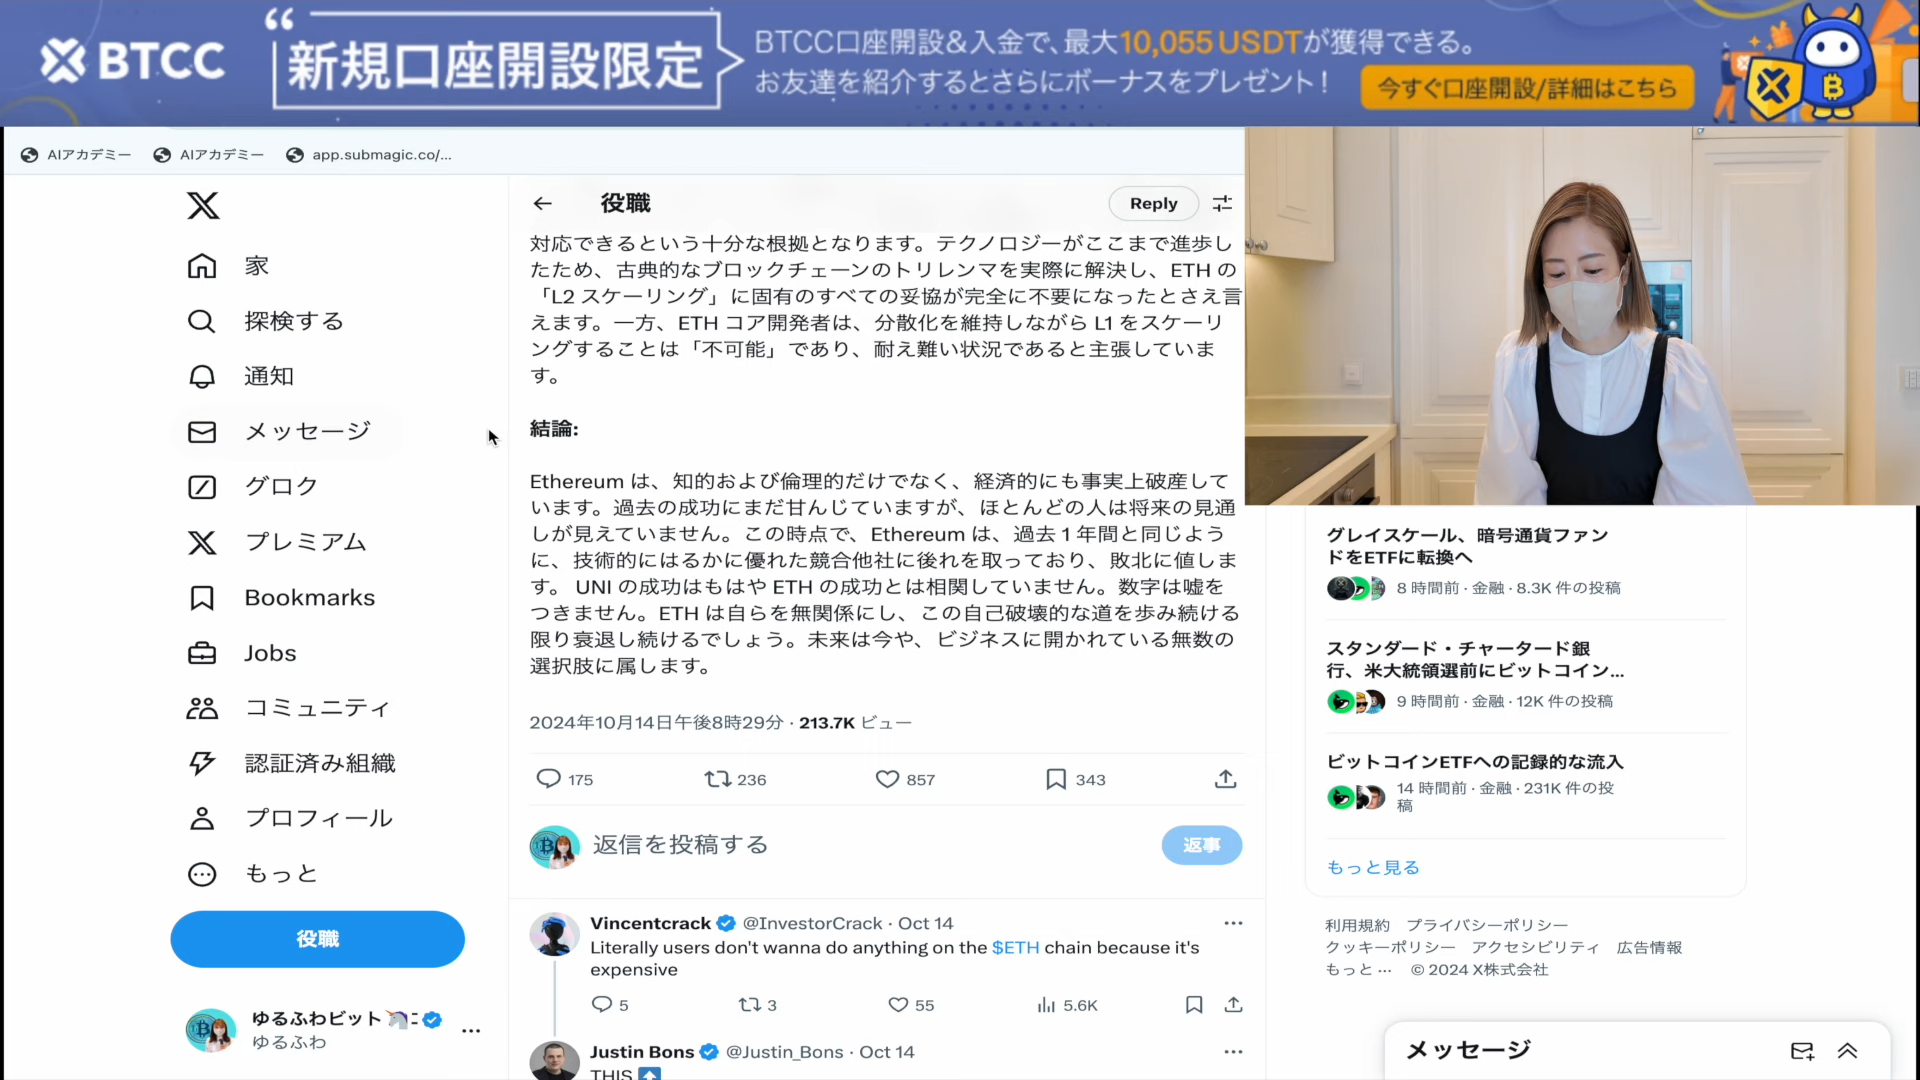 BTCC
新規口座開設限定
BTCC口座開設&入金で、最大10,055 USDTが獲得できる。
お友達を紹介するとさらにボーナスをプレゼント!
今すぐ口座開設/詳細はこちら
AIアカデミー
AIアカデミー
app.submagic.co/...
家
探検する
通知
メッセージ
グロク
プレミアム
Bookmarks
Jobs
コミュニティ
認証済み組織
プロフィール
もっと
役職
ゆるふわビット
ゆるふわ
役職
Reply
対応できるという十分な根拠となります。テクノロジーがここまで進歩し
たため、古典的なブロックチェーンのトリレンマを実際に解決し、ETH の
「L2 スケーリング」に固有のすべての妥協が完全に不要になったとさえ言
えます。一方、ETH コア開発者は、分散化を維持しながら L1 をスケーリ
ングすることは「不可能」であり、耐え難い状況であると主張していま
す。
結論:
Ethereum は、知的および倫理的だけでなく、経済的にも事実上破産して
います。過去の成功にまだ甘んじていますが、ほとんどの人は将来の見通
しが見えていません。この時点で、Ethereum は、過去 1 年間と同じよう
に、技術的にはるかに優れた競合他社に後れを取っており、敗北に値しま
す。 UNI の成功はもはや ETH の成功とは相関していません。数字は嘘を
つきません。ETH は自らを無関係にし、この自己破壊的な道を歩み続ける
限り衰退し続けるでしょう。未来は今や、ビジネスに開かれている無数の
選択肢に属します。
2024年10月14日午後8時29分 · 213.7K ビュー
175 236 857 343
返信を投稿する
返事
Vincentcrack @InvestorCrack · Oct 14
Literally users don't wanna do anything on the $ETH chain because it's
expensive
5 3 55 5.6K
Justin Bons @Justin_Bons · Oct 14
THIS
グレイスケール、暗号通貨ファン
ドをETFに転換へ
8 時間前 · 金融 · 8.3K 件の投稿
スタンダード・チャータード銀
行、米大統領選前にビットコイン...
9 時間前 · 金融 · 12K 件の投稿
ビットコインETFへの記録的な流入
14 時間前 · 金融 · 231K 件の投
稿
もっと見る
利用規約 プライバシーポリシー
クッキーポリシー アクセシビリティ 広告情報
もっと ··· © 2024 X株式会社
メッセージ